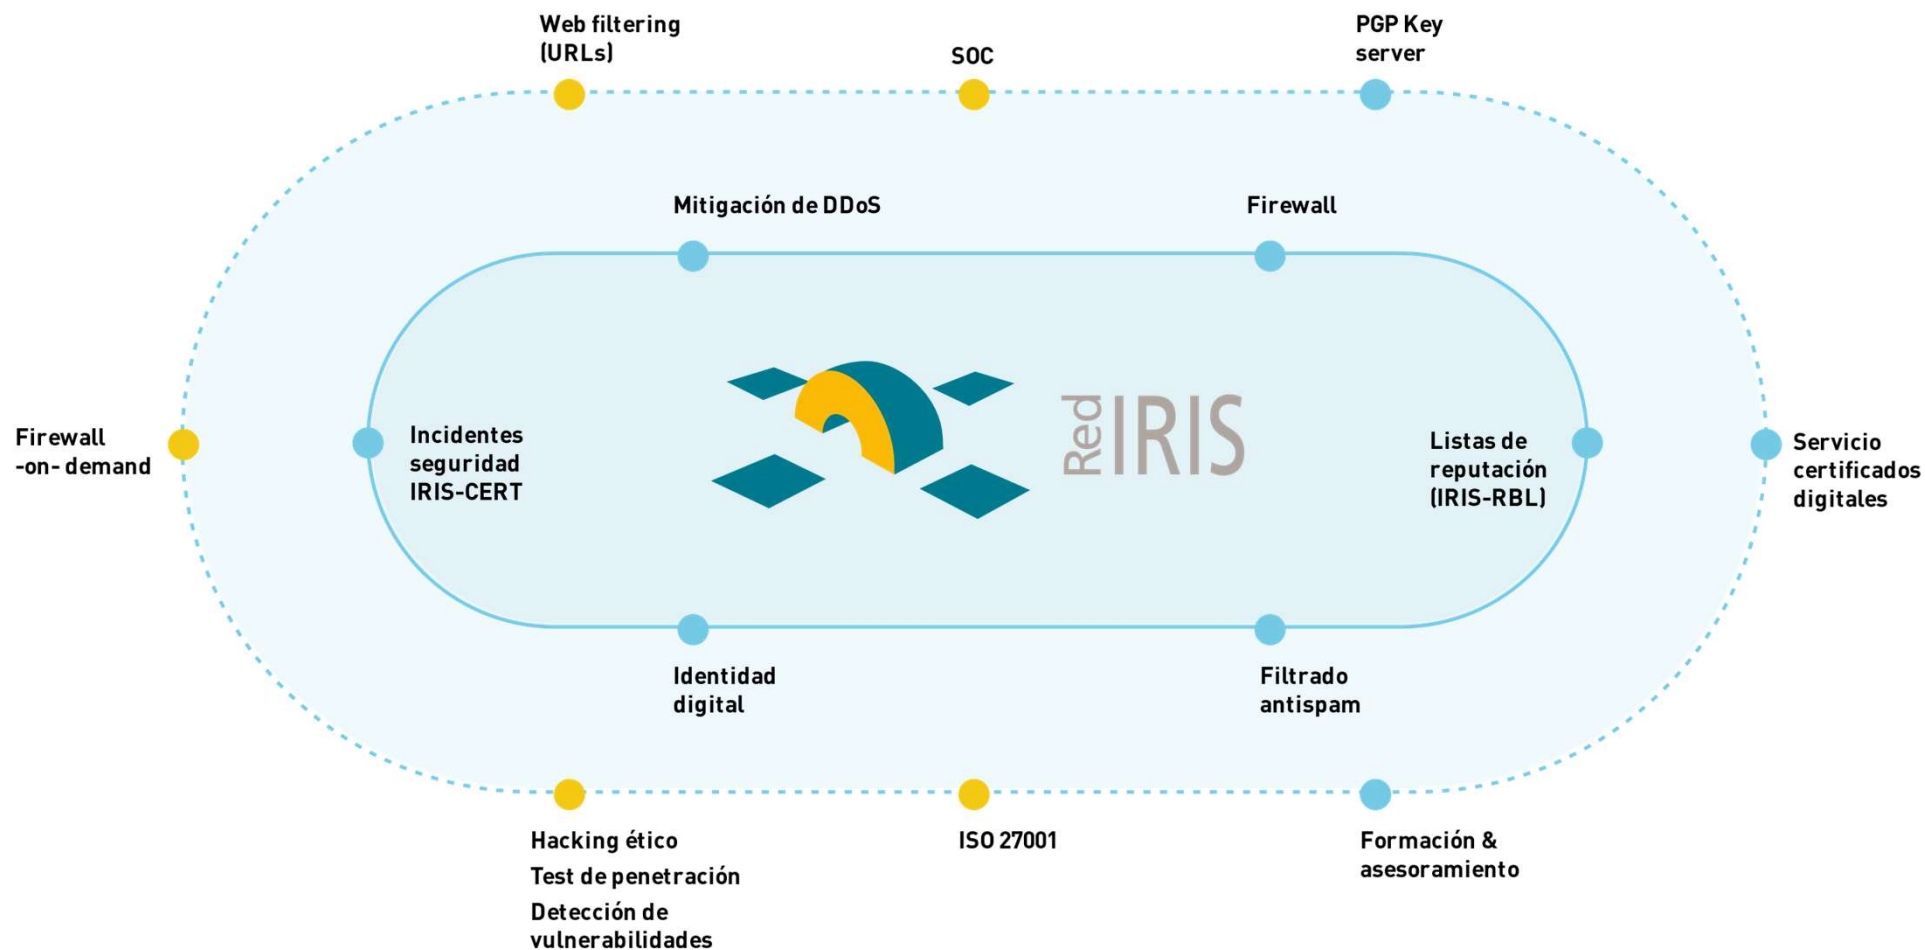 Web filtering
(URLs)
SOC
PGP Key
server
Mitigación de DDoS
Firewall
Firewall
-on- demand
Incidentes
seguridad
IRIS-CERT
Red
IRIS
Listas de
reputación
(IRIS-RBL)
Servicio
certificados
digitales
Identidad
digital
Filtrado
antispam
Hacking ético
Test de penetración
Detección de
vulnerabilidades
ISO 27001
Formación &
asesoramiento